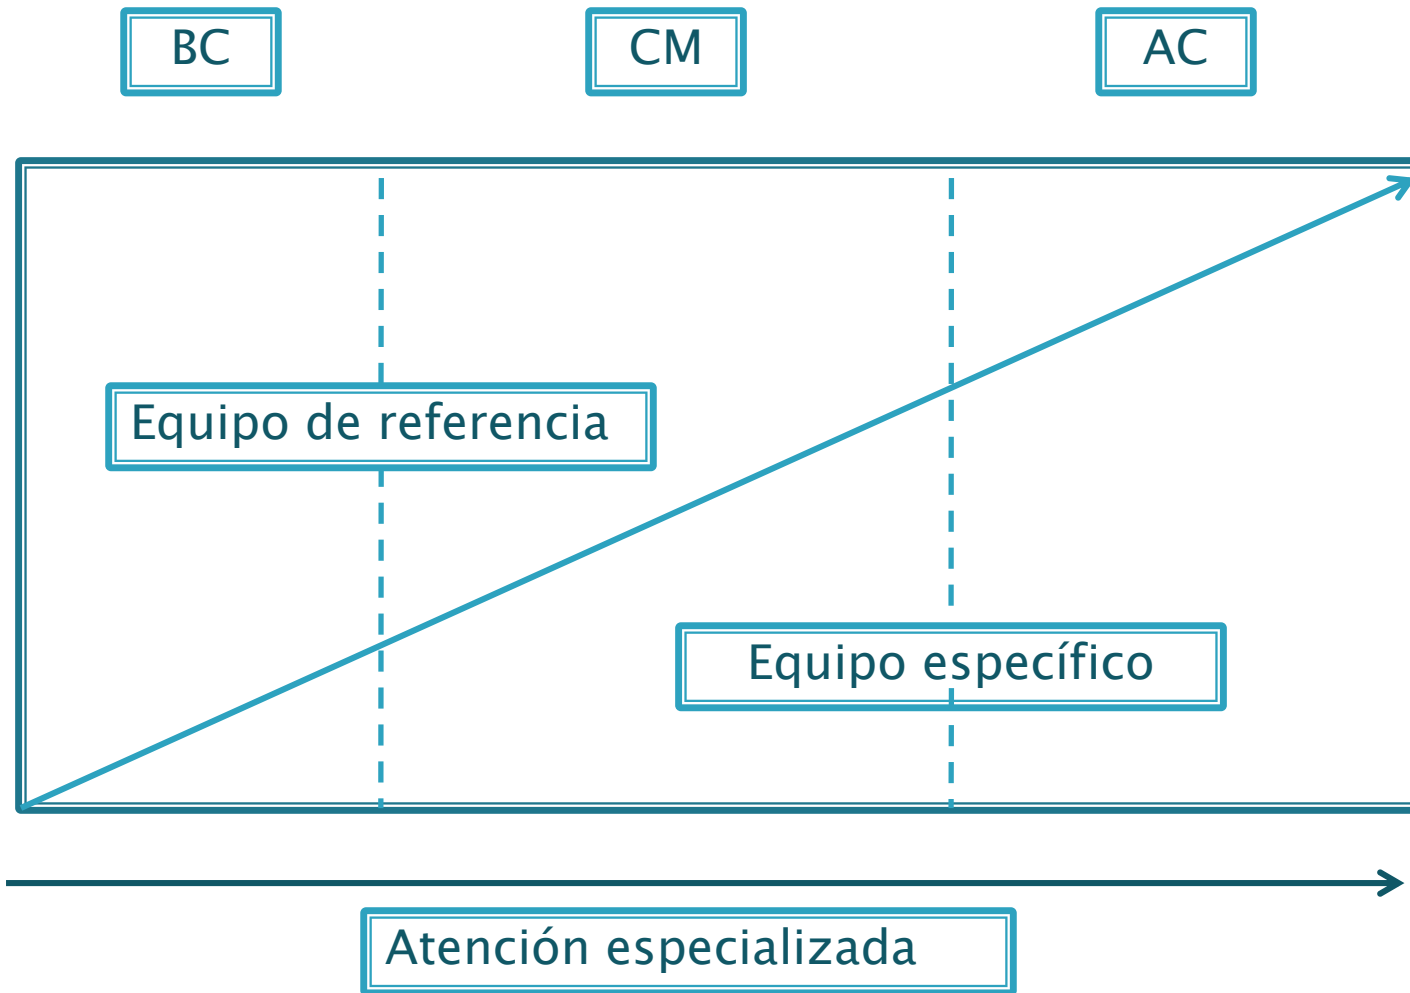 BC
CM
AC
Equipo de referencia
Equipo específico
Atención especializada